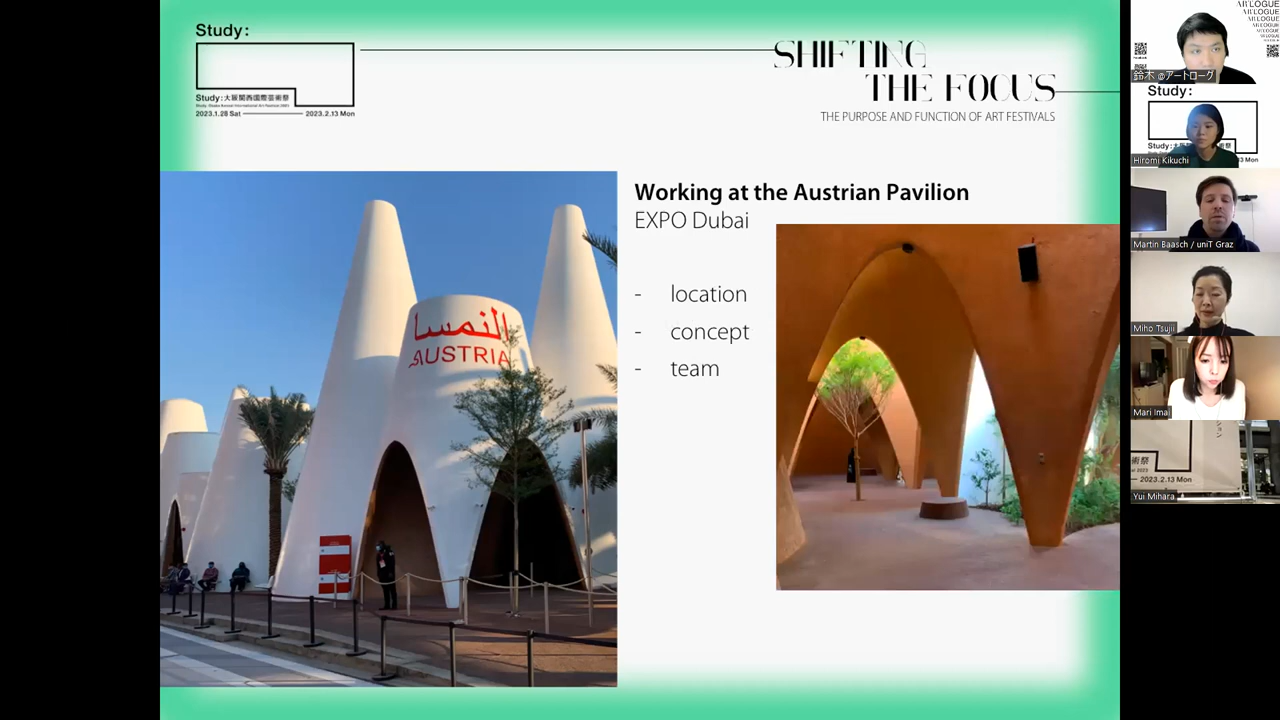 Study:
Study:大阪関西国際芸術祭
2023.1.28 Sat
2023.2.13 Mon
SHIFTING
THE FOCUS
THE PURPOSE AND FUNCTION OF ART FESTIVALS
Working at the Austrian Pavilion
EXPO Dubai
- location
- concept
- team
النمسا
AUSTRIA
鈴木 @アートローグ
Study:
Hiromi Kikuchi
Martin Baasch / uniT Graz
Miho Tsujii
Mari Imai
術祭
2023.2.13 Mon
Yui Mihara